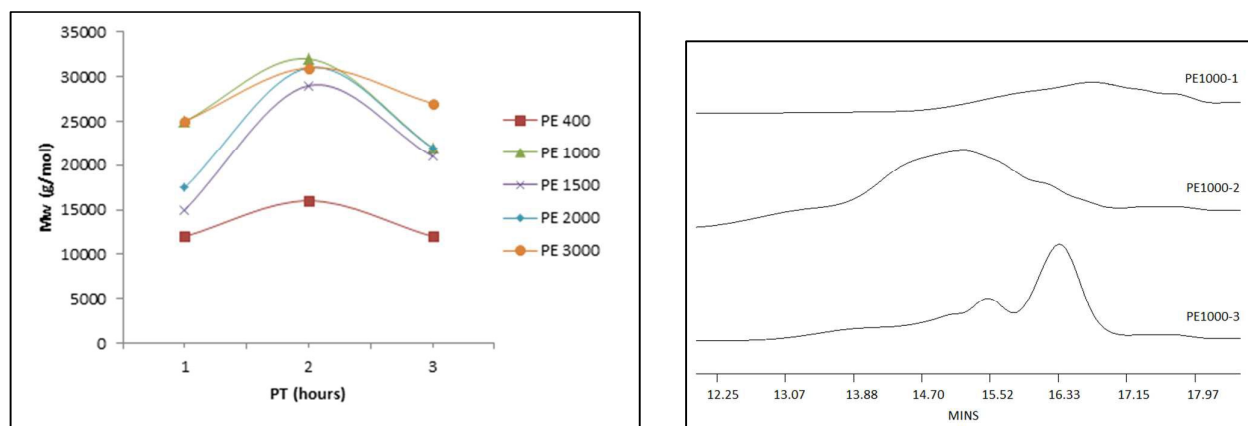 35000
30000
25000
20000
15000
10000
5000
0
Mw (g/mol)
1 2 3
PT (hours)
PE 400
PE 1000
PE 1500
PE 2000
PE 3000
PE1000-1
PE1000-2
PE1000-3
12.25 13.07 13.88 14.70 15.52 16.33 17.15 17.97
MINS